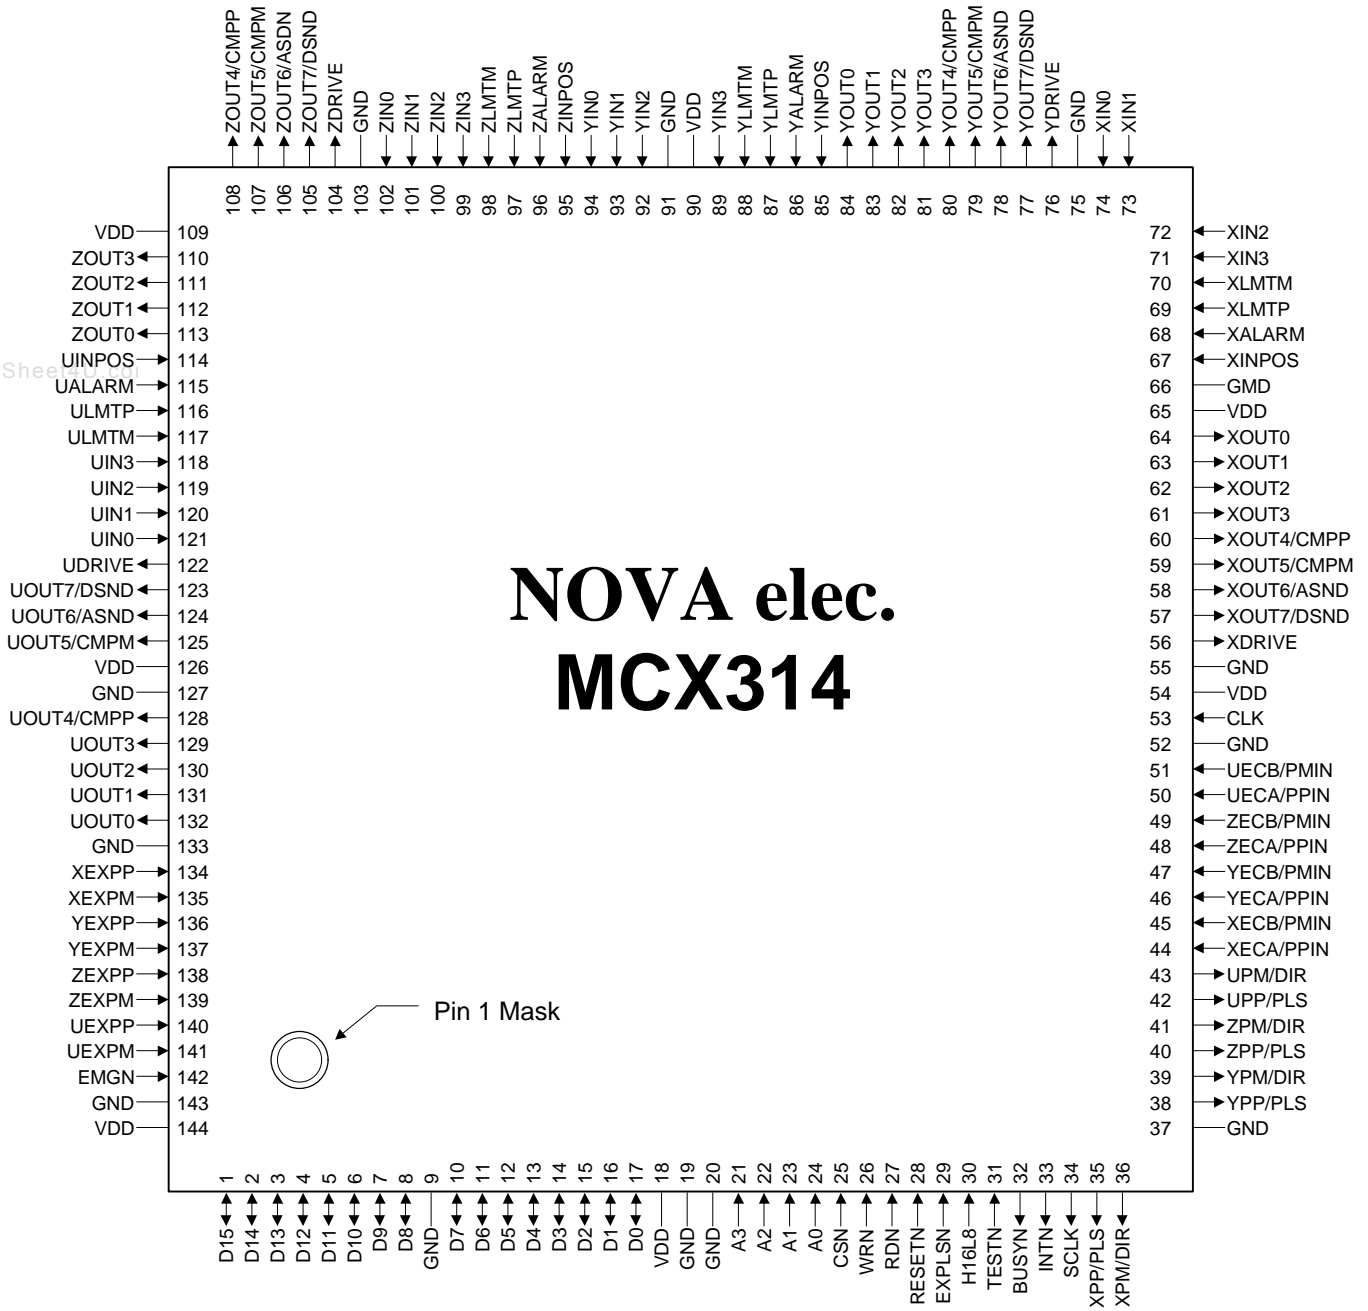 ZOUT4/CMPP
ZOUT5/CMPM
ZOUT6/ASDN
ZOUT7/DSND
ZDRIVE
GND
ZIN0
ZIN1
ZIN2
ZIN3
ZLMTM
ZLMTP
ZALARM
ZINPOS
YIN0
YIN1
YIN2
GND
VDD
YIN3
YLMTM
YLMTP
YALARM
YINPOS
YOUT0
YOUT1
YOUT2
YOUT3
YOUT4/CMPP
YOUT5/CMPM
YOUT6/ASND
YOUT7/DSND
YDRIVE
GND
XIN0
XIN1
108
107
106
105
104
103
102
101
100
99
98
97
96
95
94
93
92
91
90
89
88
87
86
85
84
83
82
81
80
79
78
77
76
75
74
73
VDD 109
ZOUT3 110
ZOUT2 111
ZOUT1 112
ZOUT0 113
UINPOS 114
UALARM 115
ULMTP 116
ULMTM 117
UIN3 118
UIN2 119
UIN1 120
UIN0 121
UDRIVE 122
UOUT7/DSND 123
UOUT6/ASND 124
UOUT5/CMPM 125
VDD 126
GND 127
UOUT4/CMPP 128
UOUT3 129
UOUT2 130
UOUT1 131
UOUT0 132
GND 133
XEXPP 134
XEXPM 135
YEXPP 136
YEXPM 137
ZEXPP 138
ZEXPM 139
UEXPP 140
UEXPM 141
EMGN 142
GND 143
VDD 144
NOVA elec.
MCX314
Pin 1 Mask
72 XIN2
71 XIN3
70 XLMTM
69 XLMTP
68 XALARM
67 XINPOS
66 GMD
65 VDD
64 XOUT0
63 XOUT1
62 XOUT2
61 XOUT3
60 XOUT4/CMPP
59 XOUT5/CMPM
58 XOUT6/ASND
57 XOUT7/DSND
56 XDRIVE
55 GND
54 VDD
53 CLK
52 GND
51 UECB/PMIN
50 UECA/PPIN
49 ZECB/PMIN
48 ZECA/PPIN
47 YECB/PMIN
46 YECA/PPIN
45 XECB/PMIN
44 XECA/PPIN
43 UPM/DIR
42 UPP/PLS
41 ZPM/DIR
40 ZPP/PLS
39 YPM/DIR
38 YPP/PLS
37 GND
1
2
3
4
5
6
7
8
9
10
11
12
13
14
15
16
17
18
19
20
21
22
23
24
25
26
27
28
29
30
31
32
33
34
35
36
D15
D14
D13
D12
D11
D10
D9
D8
GND
D7
D6
D5
D4
D3
D2
D1
D0
VDD
GND
GND
A3
A2
A1
A0
CSN
WRN
RDN
RESETN
EXPLSN
H16L8
TESTN
BUSYN
INTN
SCLK
XPP/PLS
XPM/DIR